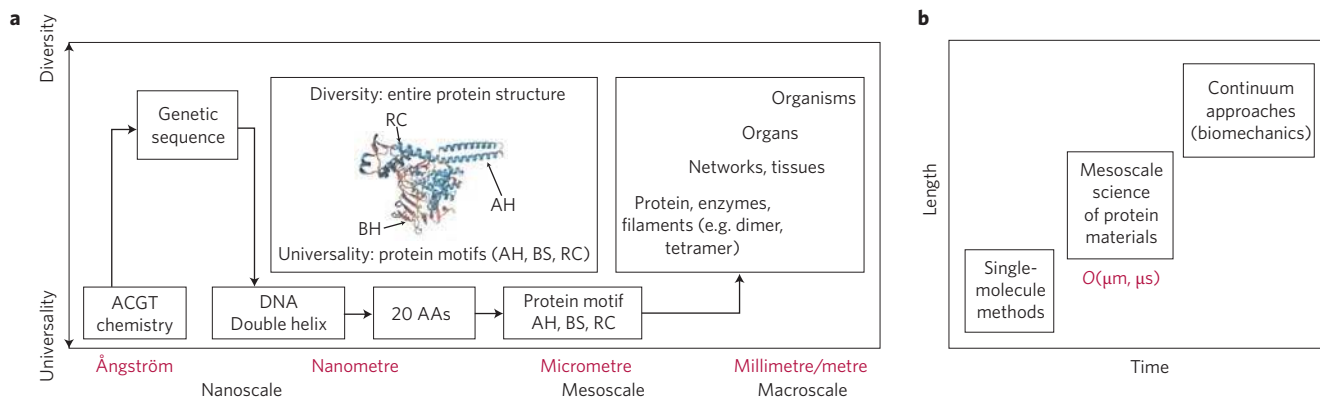 a
Diversity
Universality
Genetic
sequence
ACGT
chemistry
Diversity: entire protein structure
RC
AH
BH
Universality: protein motifs (AH, BS, RC)
DNA
Double helix
20 AAs
Protein motif
AH, BS, RC
Organisms
Organs
Networks, tissues
Protein, enzymes,
filaments (e.g. dimer,
tetramer)
Ångström
Nanometre
Micrometre
Millimetre/metre
Nanoscale
Mesoscale
Macroscale
b
Length
Continuum
approaches
(biomechanics)
Mesoscale
science
of protein
materials
O(μm, μs)
Single-
molecule
methods
Time